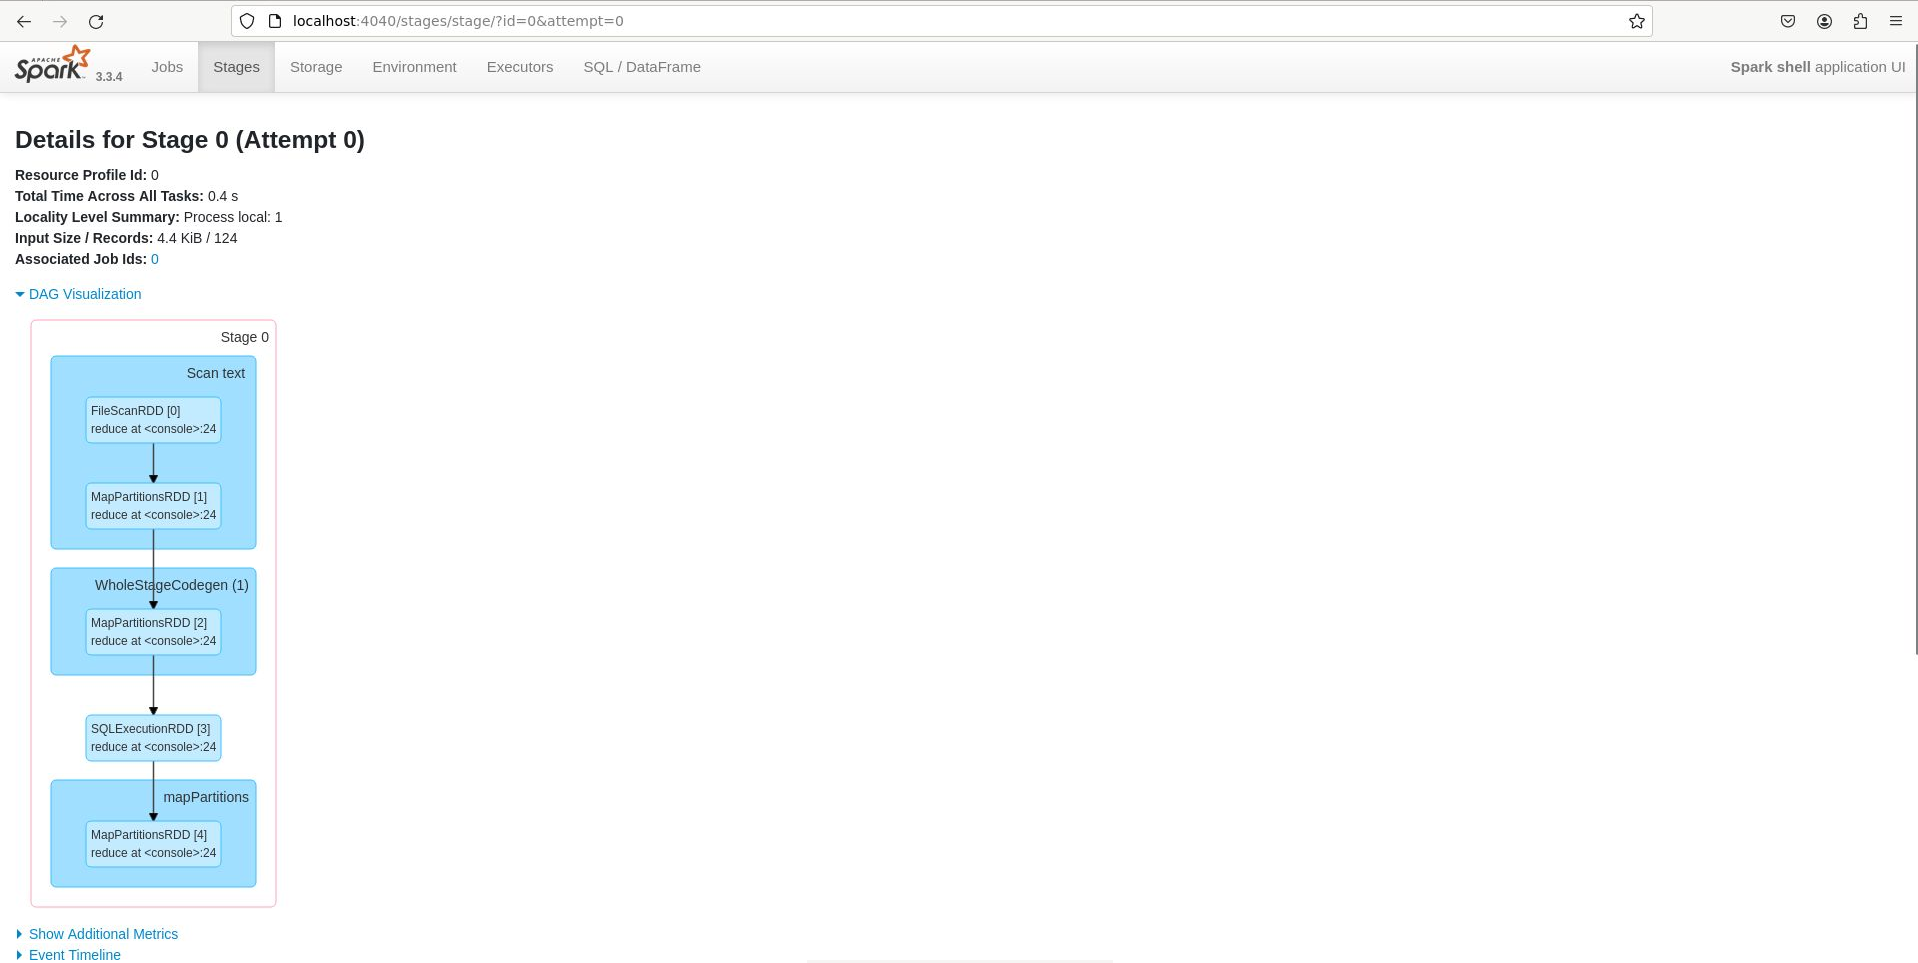 localhost:4040/stages/stage/?id=0&attempt=0
APACHE
Spark 3.3.4 Jobs Stages Storage Environment Executors SQL / DataFrame Spark shell application UI
Details for Stage 0 (Attempt 0)
Resource Profile Id: 0
Total Time Across All Tasks: 0.4 s
Locality Level Summary: Process local: 1
Input Size / Records: 4.4 KiB / 124
Associated Job Ids: 0
DAG Visualization
Stage 0
Scan text
FileScanRDD [0]
reduce at <console>:24
MapPartitionsRDD [1]
reduce at <console>:24
WholeStageCodegen (1)
MapPartitionsRDD [2]
reduce at <console>:24
SQLExecutionRDD [3]
reduce at <console>:24
mapPartitions
MapPartitionsRDD [4]
reduce at <console>:24
Show Additional Metrics
Event Timeline